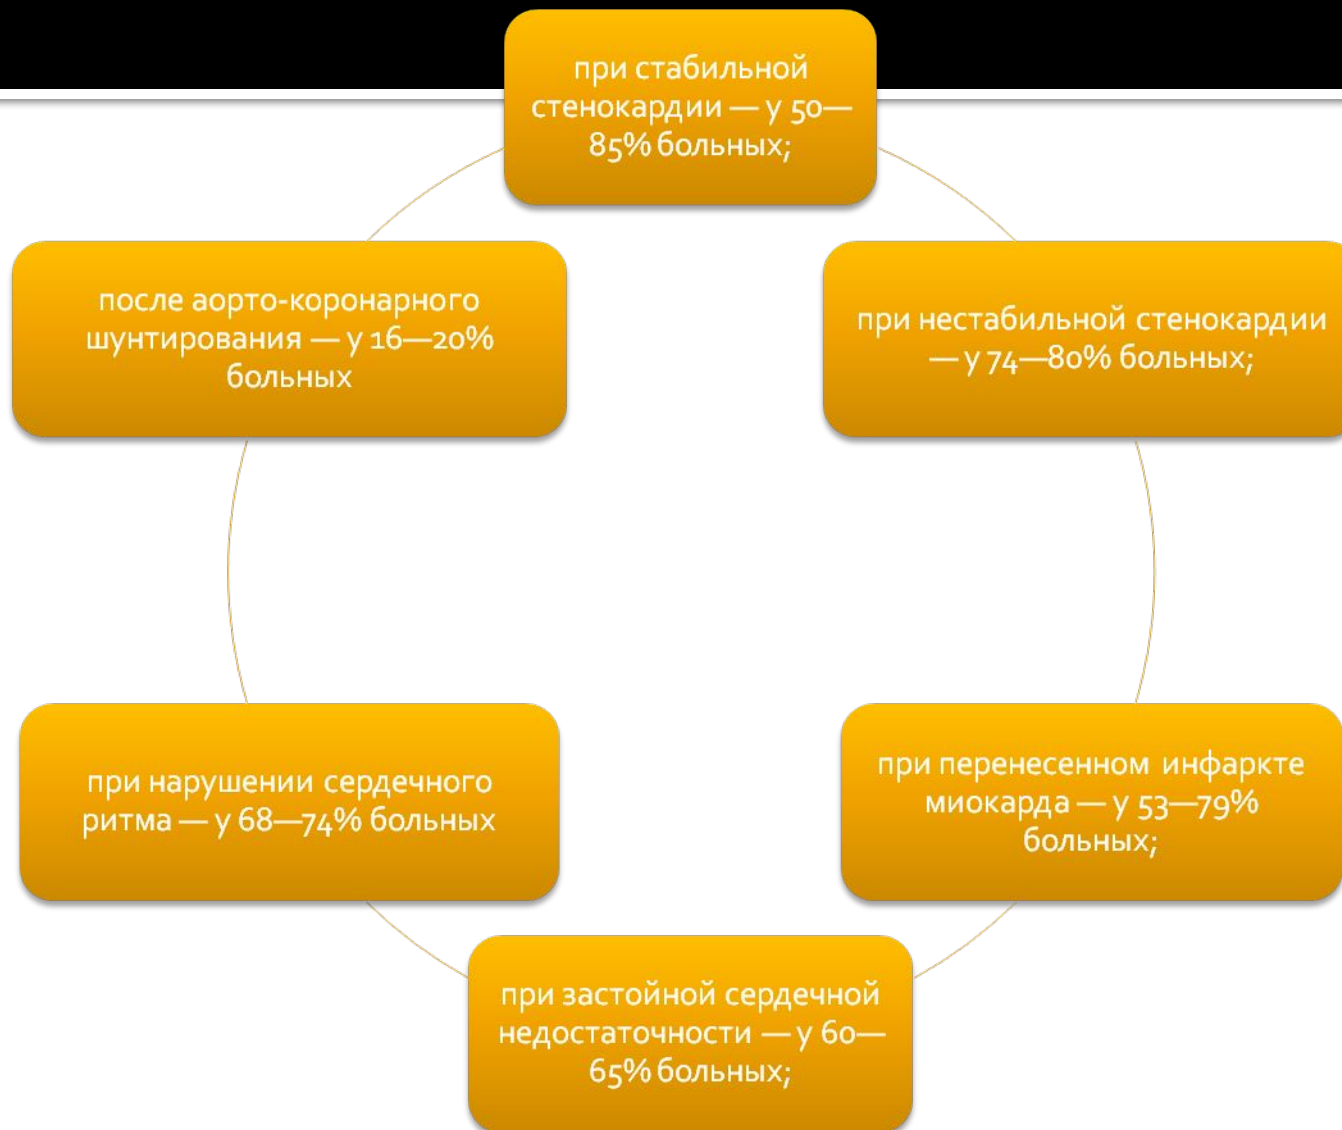 при стабильной
стенокардии — у 50—
85% больных;
при нестабильной стенокардии
— у 74—80% больных;
при перенесенном инфаркте
миокарда — у 53—79%
больных;
при застойной сердечной
недостаточности — у 60—
65% больных;
при нарушении сердечного
ритма — у 68—74% больных
после аорто-коронарного
шунтирования — у 16—20%
больных